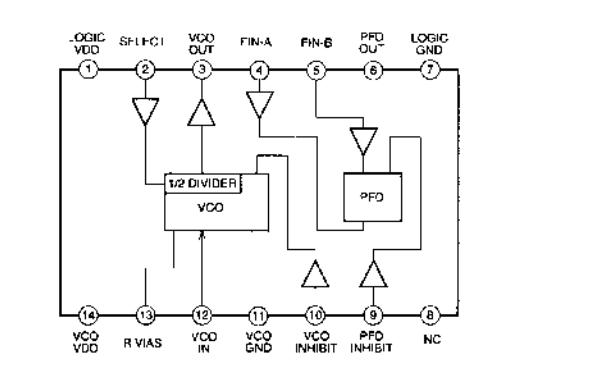 LOGIC
VDD
SELECT
VCO
OUT
FIN-A
FIN-B
PFD
OUT
LOGIC
GND
1
2
3
4
5
6
7
1/2 DIVIDER
VCO
PFD
14
13
12
11
10
9
8
VCO
VDD
R VIAS
VCO
IN
VCO
GND
VCO
INHIBIT
PFD
INHIBIT
NC